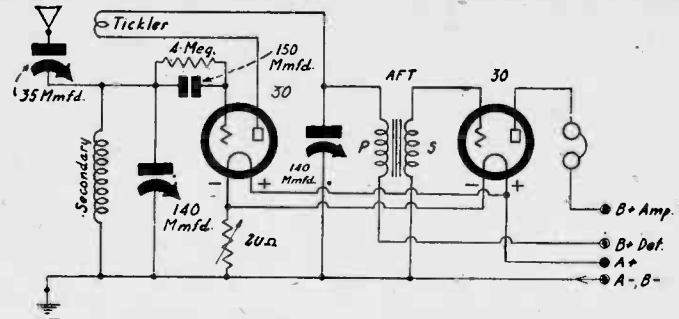 Tickler
4-Meg.
150
Mmfd.
30
AFT
30
35 Mmfd.
Secondary
140
Mmfd.
140
Mmfd.
P
S
- +
- +
20Ω
B+ Amp.
B+ Det.
A+
A-, B-